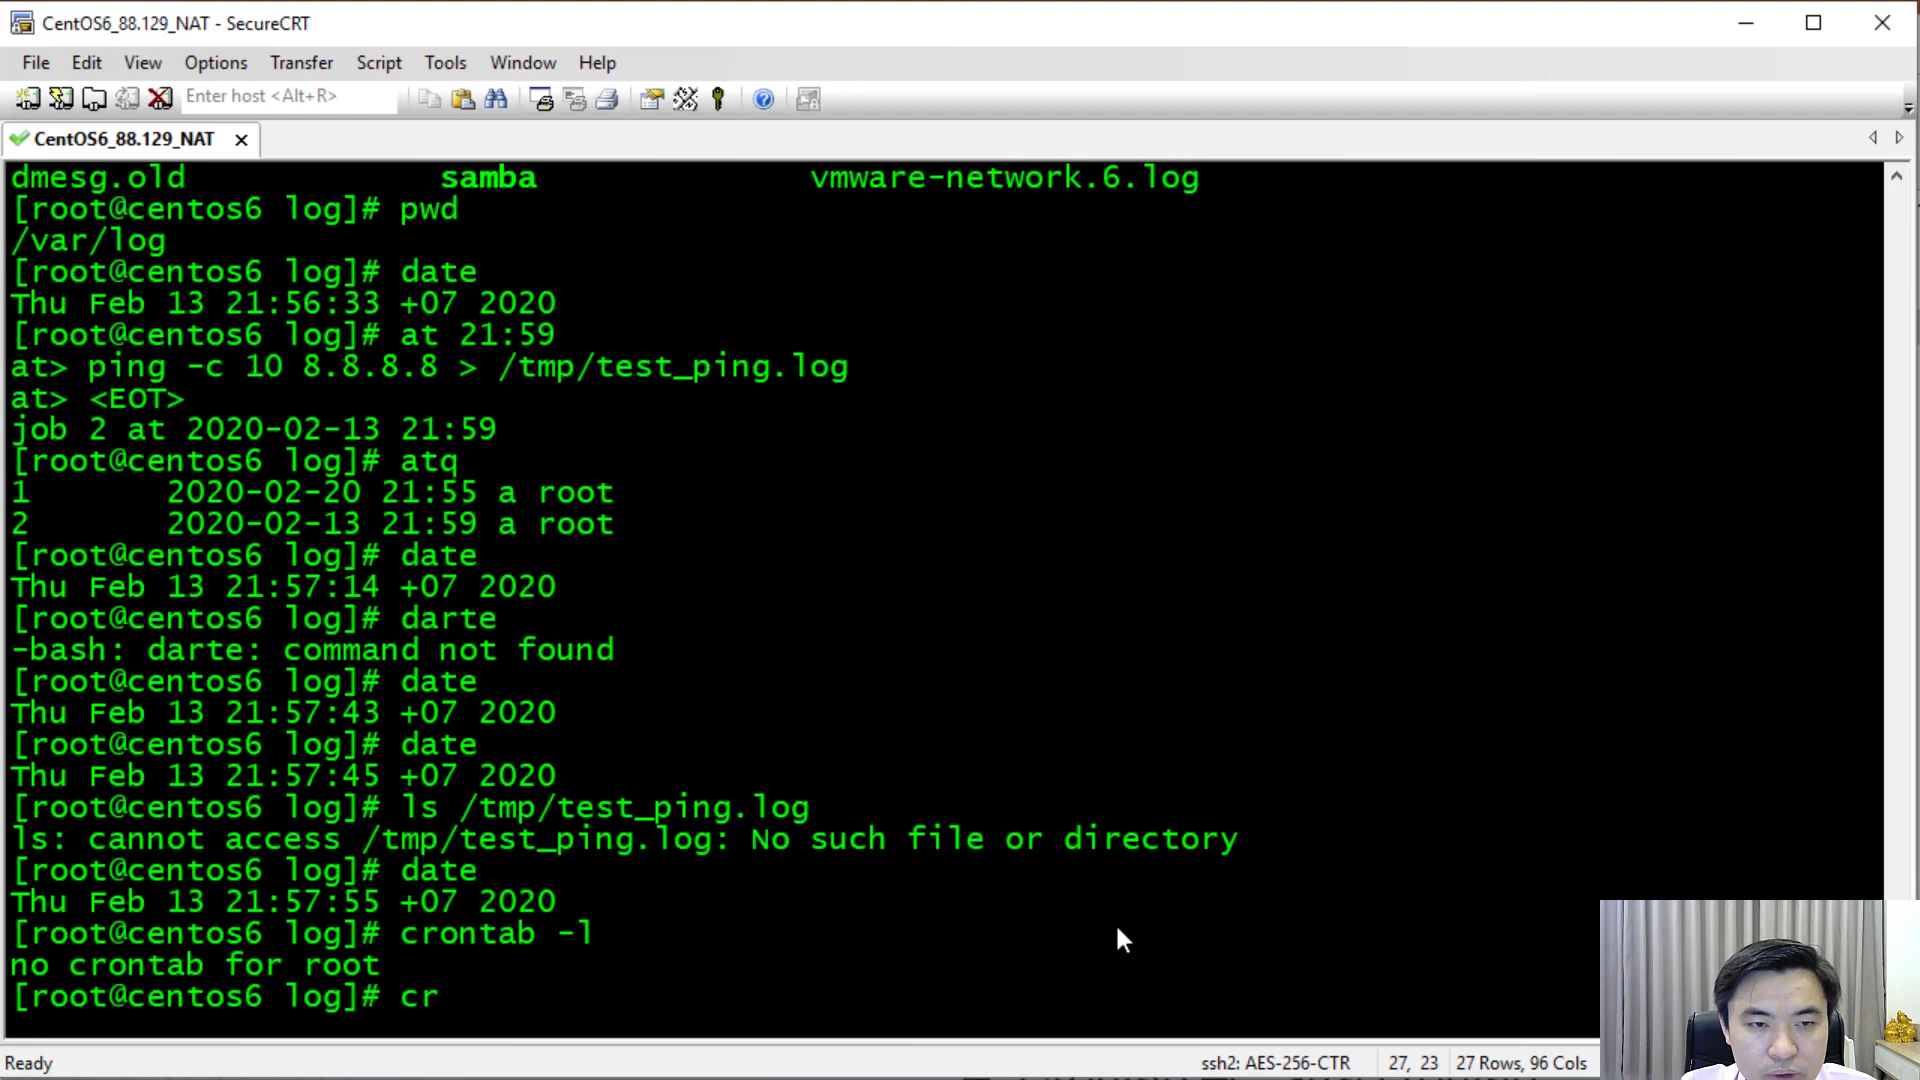 CentOS6_88.129_NAT - SecureCRT
File Edit View Options Transfer Script Tools Window Help
Enter host <Alt+R>
CentOS6_88.129_NAT
dmesg.old samba vmware-network.6.log
[root@centos6 log]# pwd
/var/log
[root@centos6 log]# date
Thu Feb 13 21:56:33 +07 2020
[root@centos6 log]# at 21:59
at> ping -c 10 8.8.8.8 > /tmp/test_ping.log
at> <EOT>
job 2 at 2020-02-13 21:59
[root@centos6 log]# atq
1 2020-02-20 21:55 a root
2 2020-02-13 21:59 a root
[root@centos6 log]# date
Thu Feb 13 21:57:14 +07 2020
[root@centos6 log]# darte
-bash: darte: command not found
[root@centos6 log]# date
Thu Feb 13 21:57:43 +07 2020
[root@centos6 log]# date
Thu Feb 13 21:57:45 +07 2020
[root@centos6 log]# ls /tmp/test_ping.log
ls: cannot access /tmp/test_ping.log: No such file or directory
[root@centos6 log]# date
Thu Feb 13 21:57:55 +07 2020
[root@centos6 log]# crontab -l
no crontab for root
[root@centos6 log]# cr
Ready ssh2: AES-256-CTR 27, 23 27 Rows, 96 Cols